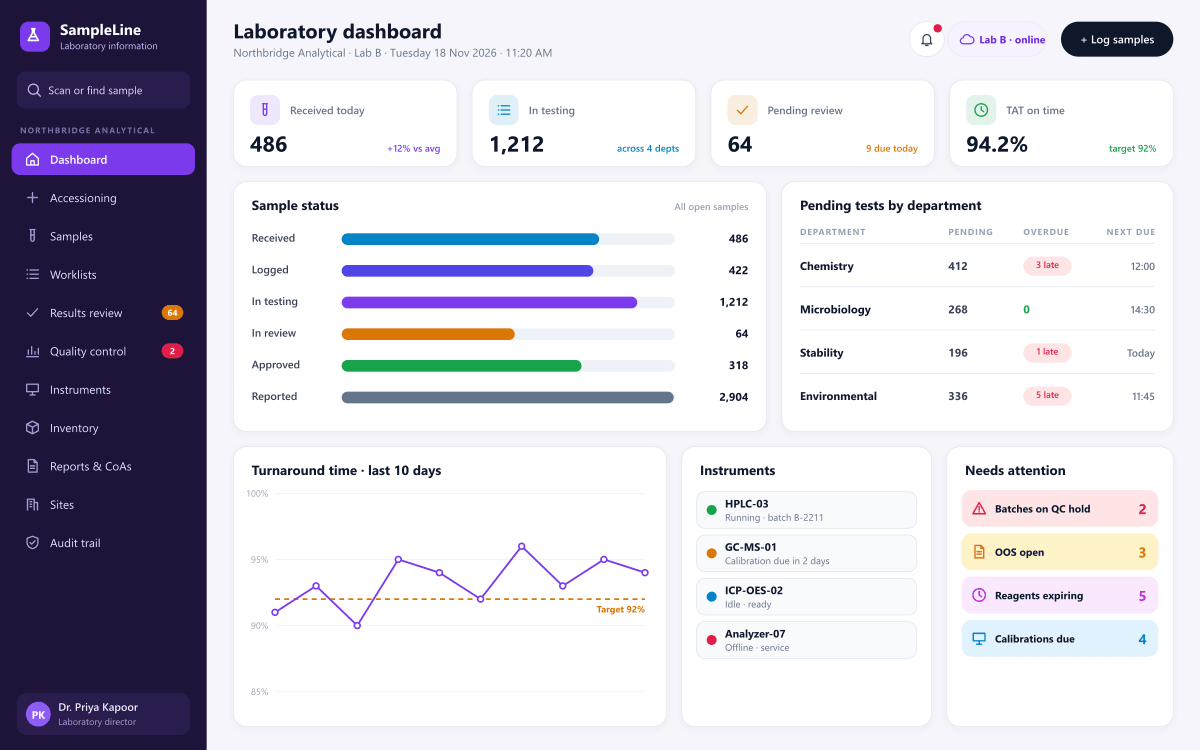 SampleLine
Laboratory information
Scan or find sample
NORTHBRIDGE ANALYTICAL
Dashboard
Accessioning
Samples
Worklists
Results review 64
Quality control 2
Instruments
Inventory
Reports & CoAs
Sites
Audit trail
PK
Dr. Priya Kapoor
Laboratory director
Laboratory dashboard
Northbridge Analytical · Lab B · Tuesday 18 Nov 2026 · 11:20 AM
Lab B · online
+ Log samples
Received today
486
+12% vs avg
In testing
1,212
across 4 depts
Pending review
64
9 due today
TAT on time
94.2%
target 92%
Sample status
All open samples
Received 486
Logged 422
In testing 1,212
In review 64
Approved 318
Reported 2,904
Pending tests by department
DEPARTMENT PENDING OVERDUE NEXT DUE
Chemistry 412 3 late 12:00
Microbiology 268 0 14:30
Stability 196 1 late Today
Environmental 336 5 late 11:45
Turnaround time · last 10 days
100%
95%
Target 92%
90%
85%
Instruments
HPLC-03
Running · batch B-2211
GC-MS-01
Calibration due in 2 days
ICP-OES-02
Idle · ready
Analyzer-07
Offline · service
Needs attention
Batches on QC hold 2
OOS open 3
Reagents expiring 5
Calibrations due 4